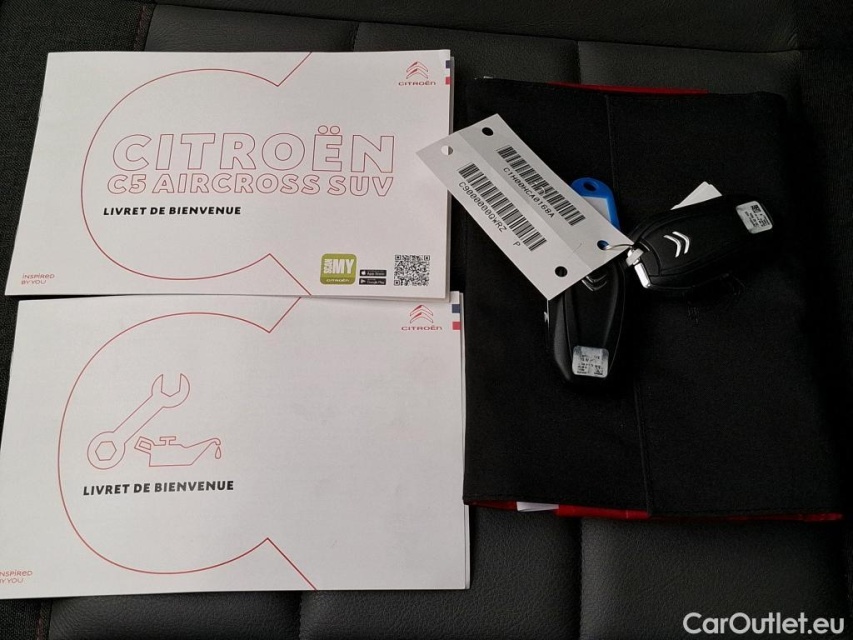 CITROËN
CITROËN
C5 AIRCROSS SUV
LIVRET DE BIENVENUE
INSPIRED
BY YOU
MY
CITROËN
CITROËN
LIVRET DE BIENVENUE
INSPIRED
BY YOU
P
CarOutlet.eu